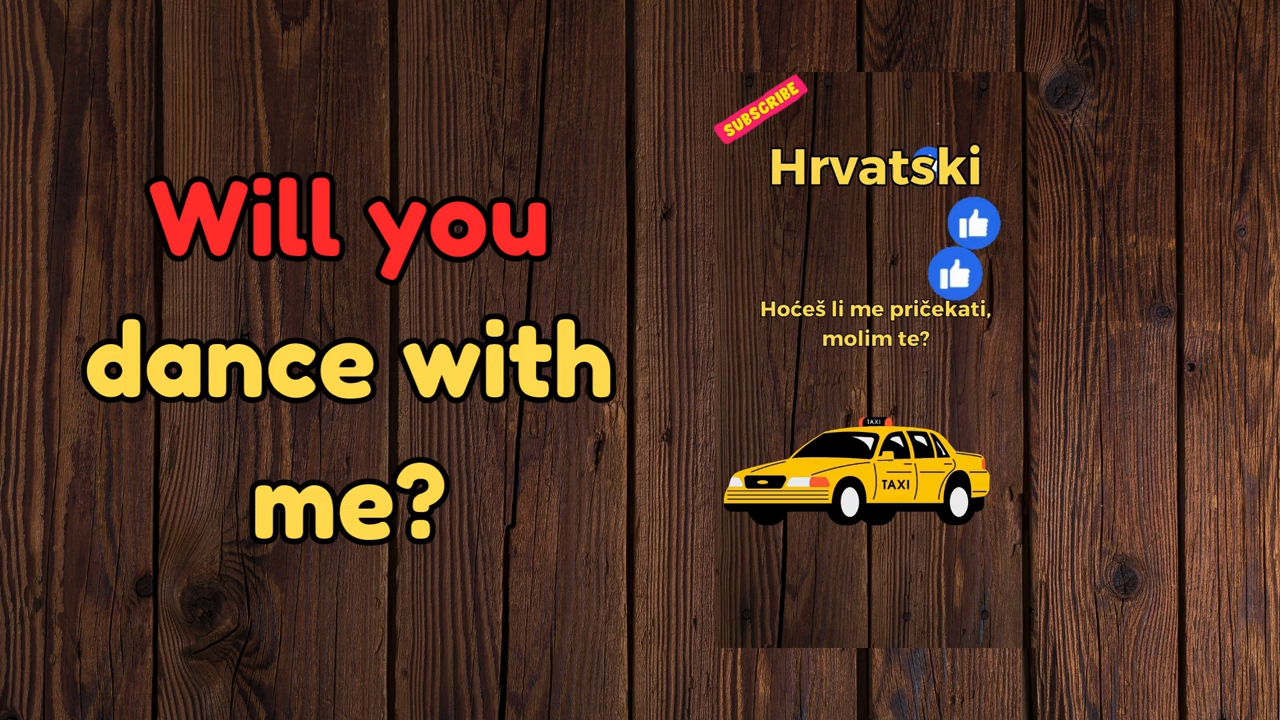 Will you
dance with
me?
SUBSCRIBE
Hrvatski
Hoćeš li me pričekati,
molim te?
TAXI
TAXI